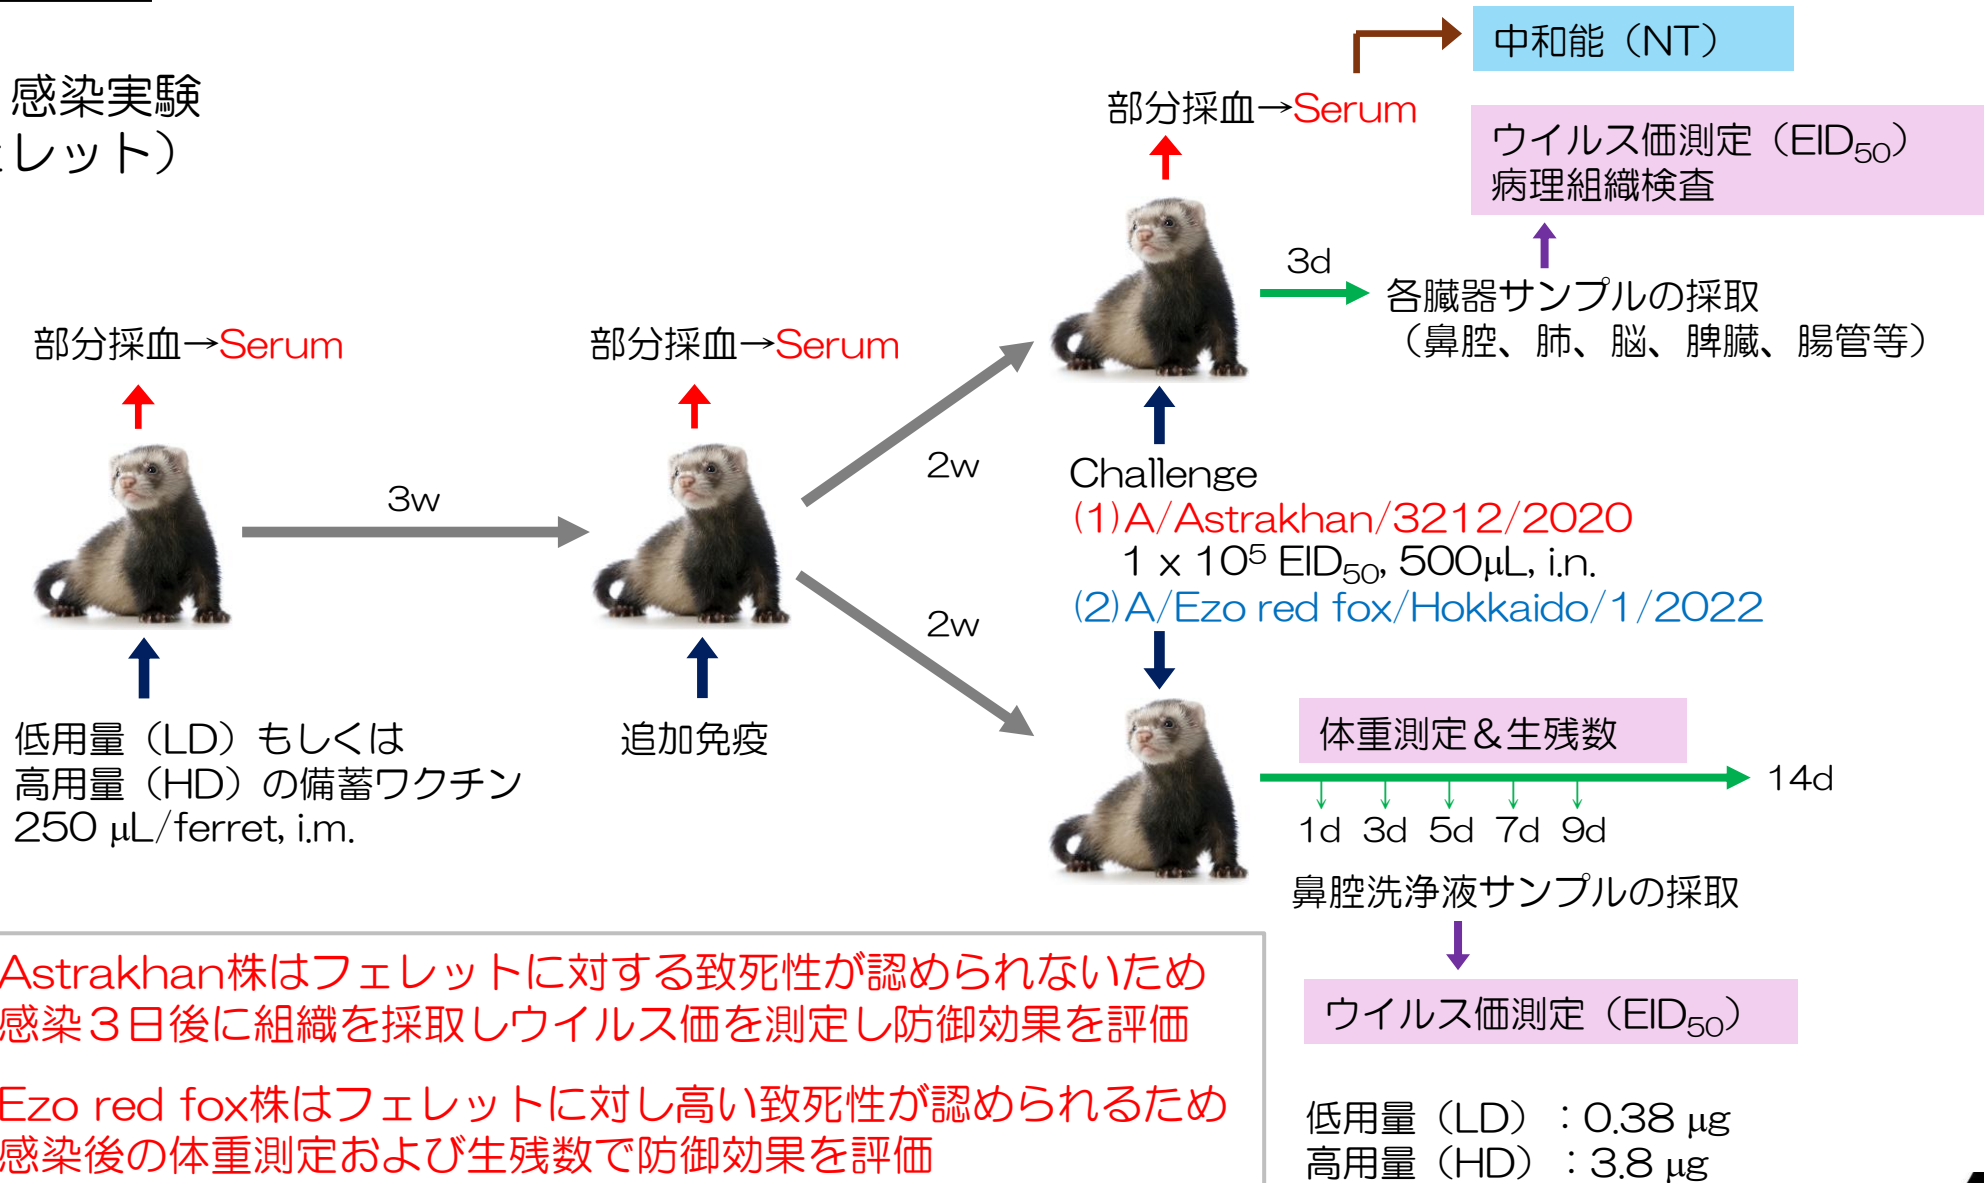 感染実験
ェレット）
部分採血→Serum
3w
部分採血→Serum
2w
2w
低用量（LD）もしくは
高用量（HD）の備蓄ワクチン
250 μL/ferret, i.m.
追加免疫
部分採血→Serum
中和能（NT）
ウイルス価測定（EID₅₀）
病理組織検査
3d
各臓器サンプルの採取
（鼻腔、肺、脳、脾臓、腸管等）
Challenge
(1)A/Astrakhan/3212/2020
1 x 10⁵ EID₅₀, 500μL, i.n.
(2)A/Ezo red fox/Hokkaido/1/2022
体重測定＆生残数
14d
1d 3d 5d 7d 9d
鼻腔洗浄液サンプルの採取
ウイルス価測定（EID₅₀）
Astrakhan株はフェレットに対する致死性が認められないため
感染３日後に組織を採取しウイルス価を測定し防御効果を評価
Ezo red fox株はフェレットに対し高い致死性が認められるため
感染後の体重測定および生残数で防御効果を評価
低用量（LD）：0.38 μg
高用量（HD）：3.8 μg